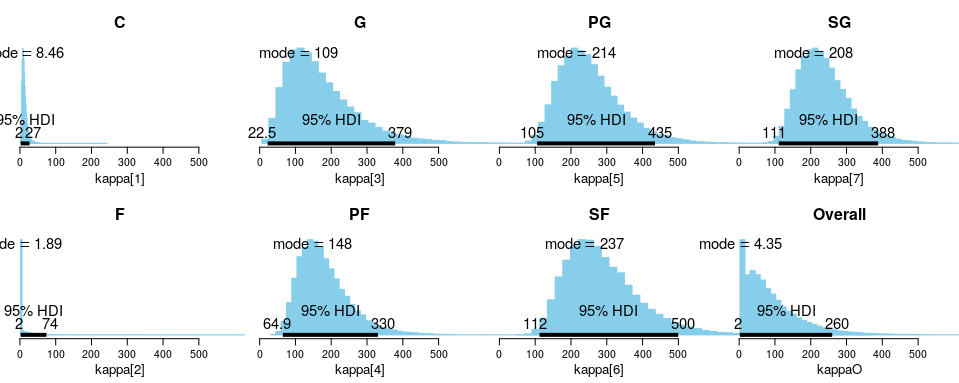 C
ode = 8.46
95% HDI
2 27
0 100 200 300 400 500
kappa[1]
G
mode = 109
95% HDI
22.5 379
0 100 200 300 400 500
kappa[3]
PG
mode = 214
95% HDI
105 435
0 100 200 300 400 500
kappa[5]
SG
mode = 208
95% HDI
111 388
0 100 200 300 400 500
kappa[7]
F
de = 1.89
95% HDI
2 74
0 100 200 300 400 500
kappa[2]
PF
mode = 148
95% HDI
64.9 330
0 100 200 300 400 500
kappa[4]
SF
mode = 237
95% HDI
112 500
0 100 200 300 400 500
kappa[6]
Overall
mode = 4.35
95% HDI
2 260
0 100 200 300 400 500
kappaO